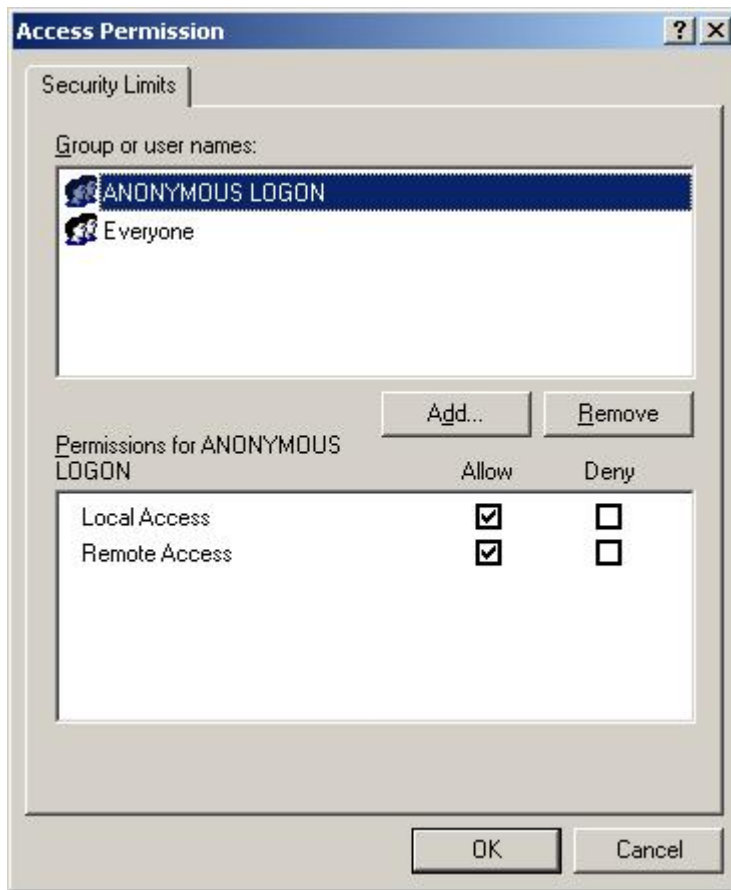 Access Permission
Security Limits
Group or user names:
ANONYMOUS LOGON
Everyone
Add...
Remove
Permissions for ANONYMOUS
LOGON
Allow
Deny
Local Access
Remote Access
OK
Cancel